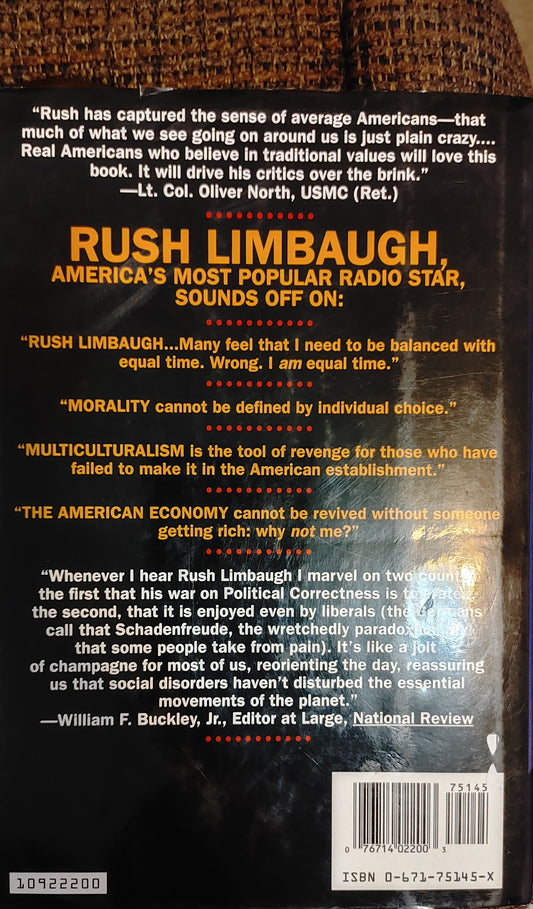 “Rush has captured the sense of average Americans—that
much of what we see going on around us is just plain crazy....
Real Americans who believe in traditional values will love this
book. It will drive his critics over the brink.”
—Lt. Col. Oliver North, USMC (Ret.)
RUSH LIMBAUGH,
AMERICA’S MOST POPULAR RADIO STAR,
SOUNDS OFF ON:
“RUSH LIMBAUGH...Many feel that I need to be balanced with
equal time. Wrong. I am equal time.”
“MORALITY cannot be defined by individual choice.”
“MULTICULTURALISM is the tool of revenge for those who have
failed to make it in the American establishment.”
“THE AMERICAN ECONOMY cannot be revived without someone
getting rich: why not me?”
“Whenever I hear Rush Limbaugh I marvel on two
the first that his war on Political Correctness is
the second, that it is enjoyed even by liberals (the
call that Schadenfreude, the wretchedly
that some people take from pain). It’s like a jolt
of champagne for most of us, reorienting the day, reassuring
us that social disorders haven’t disturbed the essential
movements of the planet.”
—William F. Buckley, Jr., Editor at Large, National Review
75145
0 76714 02200 3
ISBN 0-671-75145-X
10922200